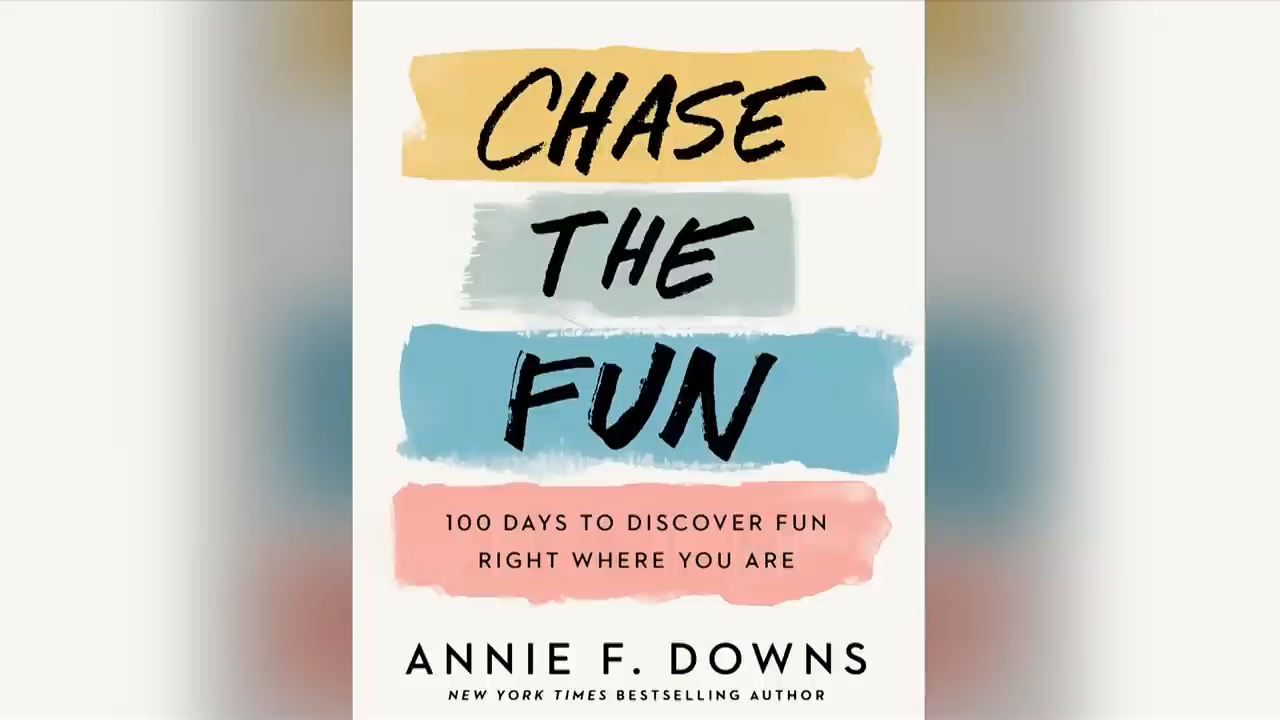 CHASE
THE
FUN
100 DAYS TO DISCOVER FUN
RIGHT WHERE YOU ARE
ANNIE F. DOWNS
NEW YORK TIMES BESTSELLING AUTHOR